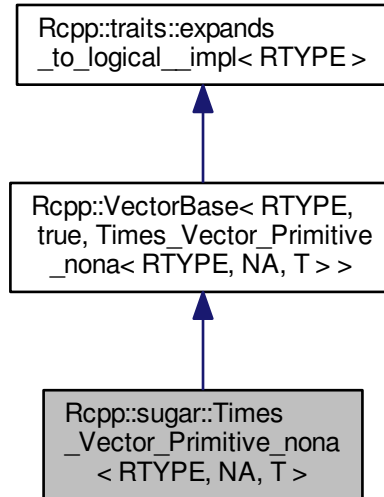 Rcpp::traits::expands
_to_logical__impl< RTYPE >
Rcpp::VectorBase< RTYPE,
true, Times_Vector_Primitive
_nona< RTYPE, NA, T > >
Rcpp::sugar::Times
_Vector_Primitive_nona
< RTYPE, NA, T >